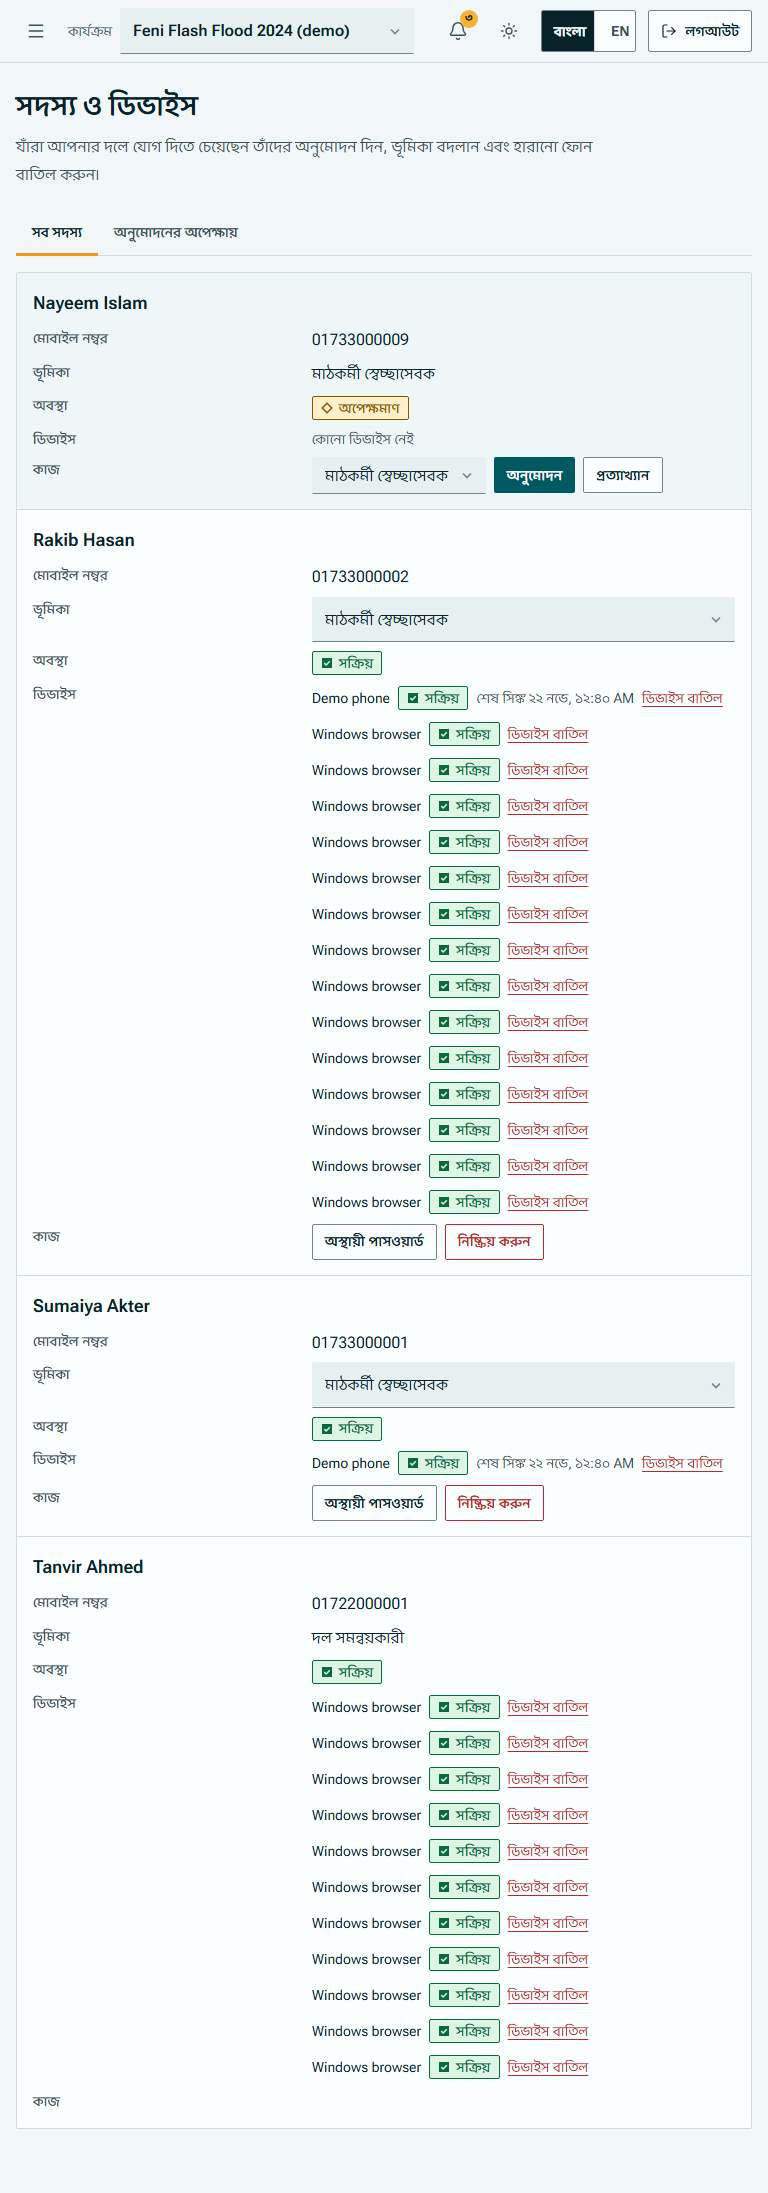 কার্যক্রম Feni Flash Flood 2024 (demo) ৩ বাংলা EN লগআউট
সদস্য ও ডিভাইস
যাঁরা আপনার দলে যোগ দিতে চেয়েছেন তাঁদের অনুমোদন দিন, ভূমিকা বদলান এবং হারানো ফোন
বাতিল করুন।
সব সদস্য অনুমোদনের অপেক্ষায়
Nayeem Islam
মোবাইল নম্বর 01733000009
ভূমিকা মাঠকর্মী স্বেচ্ছাসেবক
অবস্থা অপেক্ষমাণ
ডিভাইস কোনো ডিভাইস নেই
কাজ মাঠকর্মী স্বেচ্ছাসেবক অনুমোদন প্রত্যাখ্যান
Rakib Hasan
মোবাইল নম্বর 01733000002
ভূমিকা মাঠকর্মী স্বেচ্ছাসেবক
অবস্থা সক্রিয়
ডিভাইস Demo phone সক্রিয় শেষ সিঙ্ক ২২ নভে, ১২:৪০ AM ডিভাইস বাতিল
Windows browser সক্রিয় ডিভাইস বাতিল
Windows browser সক্রিয় ডিভাইস বাতিল
Windows browser সক্রিয় ডিভাইস বাতিল
Windows browser সক্রিয় ডিভাইস বাতিল
Windows browser সক্রিয় ডিভাইস বাতিল
Windows browser সক্রিয় ডিভাইস বাতিল
Windows browser সক্রিয় ডিভাইস বাতিল
Windows browser সক্রিয় ডিভাইস বাতিল
Windows browser সক্রিয় ডিভাইস বাতিল
Windows browser সক্রিয় ডিভাইস বাতিল
Windows browser সক্রিয় ডিভাইস বাতিল
Windows browser সক্রিয় ডিভাইস বাতিল
Windows browser সক্রিয় ডিভাইস বাতিল
Windows browser সক্রিয় ডিভাইস বাতিল
কাজ অস্থায়ী পাসওয়ার্ড নিষ্ক্রিয় করুন
Sumaiya Akter
মোবাইল নম্বর 01733000001
ভূমিকা মাঠকর্মী স্বেচ্ছাসেবক
অবস্থা সক্রিয়
ডিভাইস Demo phone সক্রিয় শেষ সিঙ্ক ২২ নভে, ১২:৪০ AM ডিভাইস বাতিল
কাজ অস্থায়ী পাসওয়ার্ড নিষ্ক্রিয় করুন
Tanvir Ahmed
মোবাইল নম্বর 01722000001
ভূমিকা দল সমন্বয়কারী
অবস্থা সক্রিয়
ডিভাইস Windows browser সক্রিয় ডিভাইস বাতিল
Windows browser সক্রিয় ডিভাইস বাতিল
Windows browser সক্রিয় ডিভাইস বাতিল
Windows browser সক্রিয় ডিভাইস বাতিল
Windows browser সক্রিয় ডিভাইস বাতিল
Windows browser সক্রিয় ডিভাইস বাতিল
Windows browser সক্রিয় ডিভাইস বাতিল
Windows browser সক্রিয় ডিভাইস বাতিল
Windows browser সক্রিয় ডিভাইস বাতিল
Windows browser সক্রিয় ডিভাইস বাতিল
Windows browser সক্রিয় ডিভাইস বাতিল
কাজ